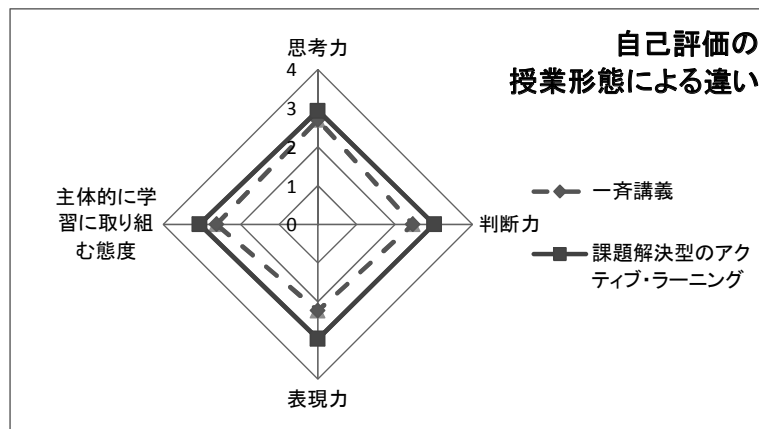 自己評価の
授業形態による違い
思考力
4
3
2
1
0
主体的に学
習に取り組
む態度
判断力
表現力
一斉講義
課題解決型のアク
ティブ・ラーニング